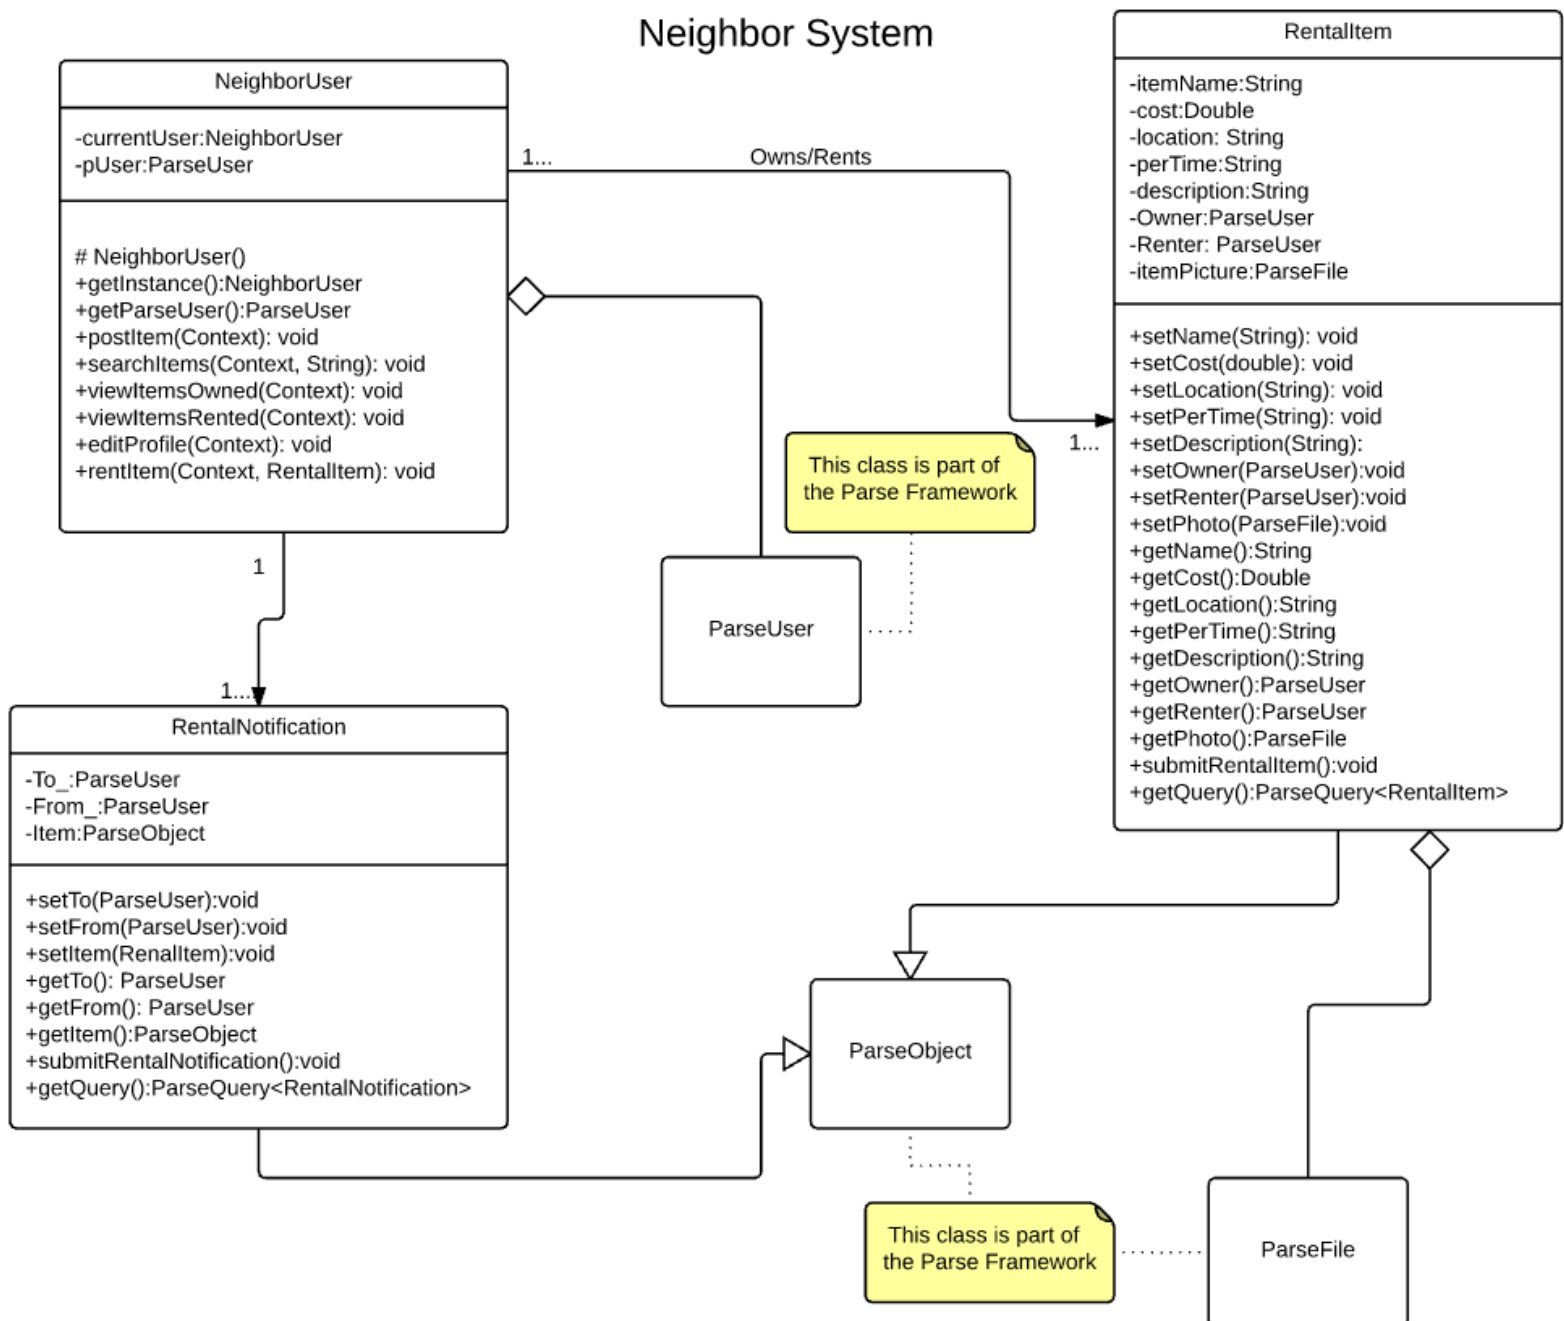 Neighbor System
NeighborUser
-currentUser:NeighborUser
-pUser:ParseUser
# NeighborUser()
+getInstance():NeighborUser
+getParseUser():ParseUser
+postItem(Context): void
+searchItems(Context, String): void
+viewItemsOwned(Context): void
+viewItemsRented(Context): void
+editProfile(Context): void
+rentItem(Context, RentalItem): void
1...
Owns/Rents
1...
RentalItem
-itemName:String
-cost:Double
-location: String
-perTime:String
-description:String
-Owner:ParseUser
-Renter: ParseUser
-itemPicture:ParseFile
+setName(String): void
+setCost(double): void
+setLocation(String): void
+setPerTime(String): void
+setDescription(String):
+setOwner(ParseUser):void
+setRenter(ParseUser):void
+setPhoto(ParseFile):void
+getName():String
+getCost():Double
+getLocation():String
+getPerTime():String
+getDescription():String
+getOwner():ParseUser
+getRenter():ParseUser
+getPhoto():ParseFile
+submitRentalItem():void
+getQuery():ParseQuery<RentalItem>
This class is part of
the Parse Framework
ParseUser
1
1...
RentalNotification
-To_:ParseUser
-From_:ParseUser
-Item:ParseObject
+setTo(ParseUser):void
+setFrom(ParseUser):void
+setItem(RenalItem):void
+getTo(): ParseUser
+getFrom(): ParseUser
+getItem():ParseObject
+submitRentalNotification():void
+getQuery():ParseQuery<RentalNotification>
ParseObject
This class is part of
the Parse Framework
ParseFile